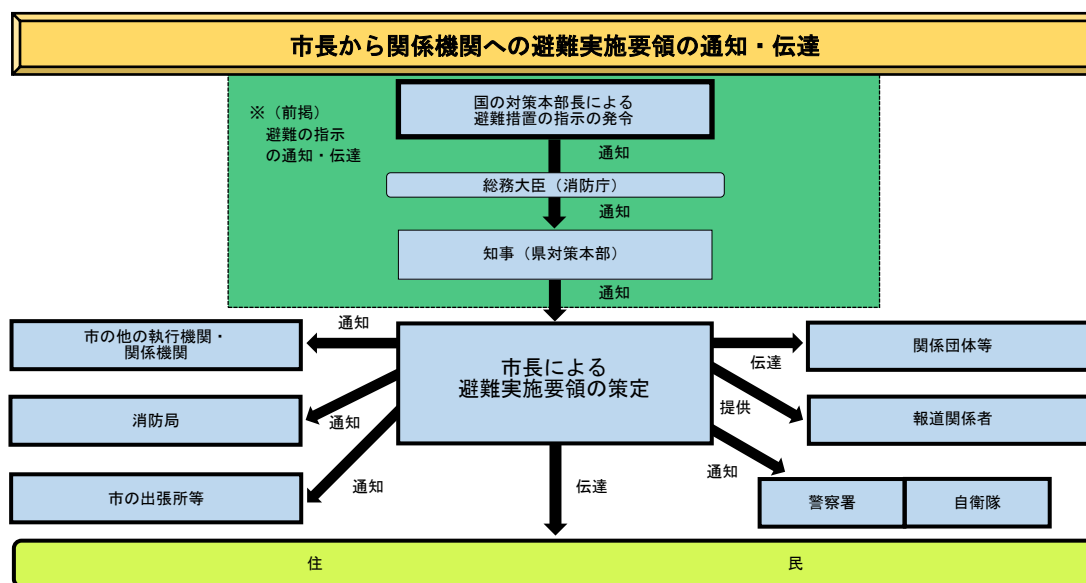 市長から関係機関への避難実施要領の通知・伝達
※（前掲）
避難の指示
の通知・伝達
国の対策本部長による
避難措置の指示の発令
通知
総務大臣（消防庁）
通知
知事（県対策本部）
通知
市の他の執行機関・
関係機関
通知
市長による
避難実施要領の策定
伝達
関係団体等
消防局
通知
提供
報道関係者
市の出張所等
通知
伝達
通知
警察署
自衛隊
住　民